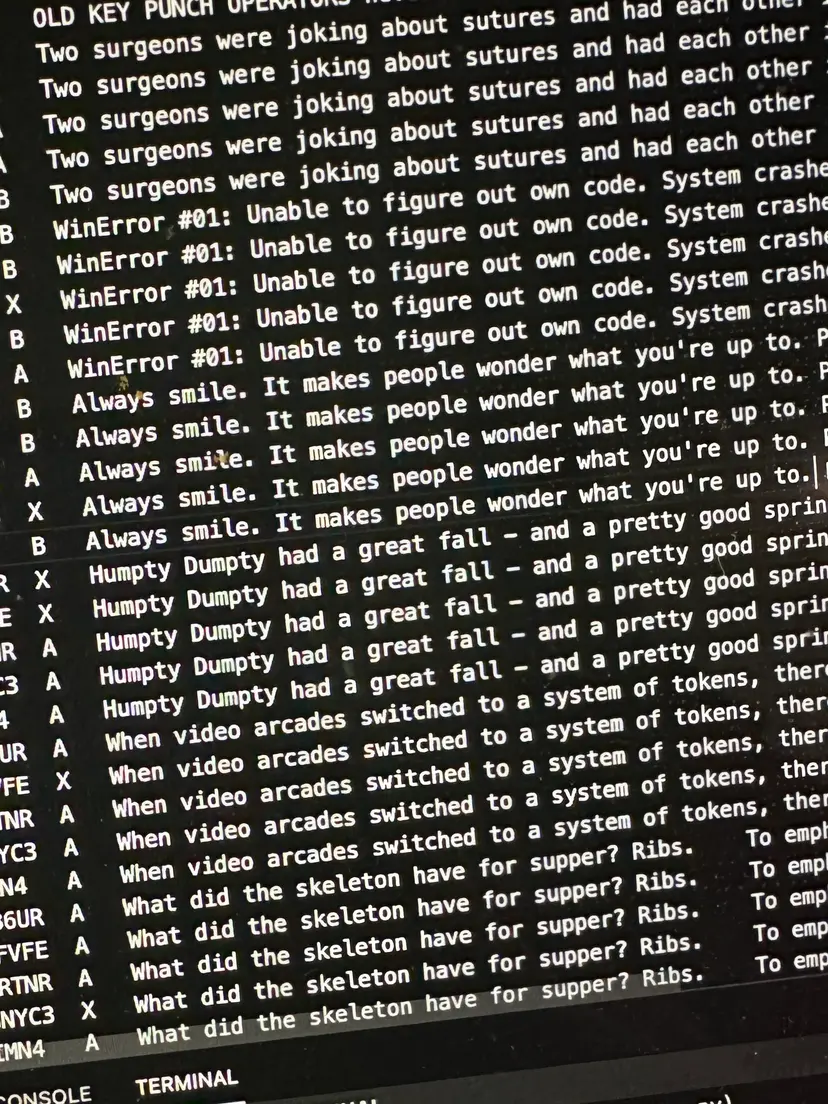 OLD KEY PUNCH OPERATORS
Two surgeons were joking about sutures and had each other
Two surgeons were joking about sutures and had each other
Two surgeons were joking about sutures and had each other
Two surgeons were joking about sutures and had each other
B Two surgeons were joking about sutures and had each other
B WinError #01: Unable to figure out own code. System crashe
B WinError #01: Unable to figure out own code. System crashe
X WinError #01: Unable to figure out own code. System crashe
B WinError #01: Unable to figure out own code. System crashe
A WinError #01: Unable to figure out own code. System crash
B Always smile. It makes people wonder what you're up to. P
B Always smile. It makes people wonder what you're up to. P
A Always smile. It makes people wonder what you're up to. P
X Always smile. It makes people wonder what you're up to.
B Always smile. It makes people wonder what you're up to.
R X Humpty Dumpty had a great fall – and a pretty good sprin
E X Humpty Dumpty had a great fall – and a pretty good sprin
R A Humpty Dumpty had a great fall – and a pretty good sprin
C3 A Humpty Dumpty had a great fall – and a pretty good sprin
4 A Humpty Dumpty had a great fall – and a pretty good sprin
UR A When video arcades switched to a system of tokens, there
FE X When video arcades switched to a system of tokens, there
TNR A When video arcades switched to a system of tokens, ther
YC3 A When video arcades switched to a system of tokens, ther
N4 A When video arcades switched to a system of tokens, ther
6UR A What did the skeleton have for supper? Ribs. To emph
FVFE A What did the skeleton have for supper? Ribs. To emp
RTNR A What did the skeleton have for supper? Ribs. To emp
NYC3 X What did the skeleton have for supper? Ribs. To emp
MN4 A What did the skeleton have for supper? Ribs. To emp
CONSOLE TERMINAL